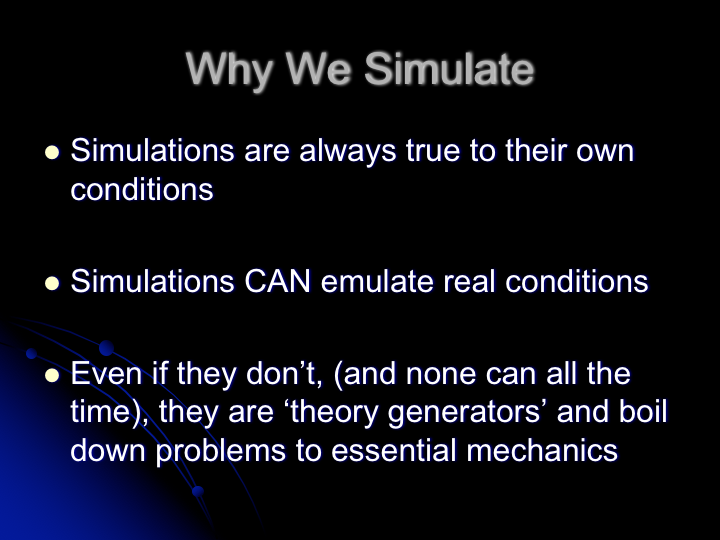 Why We Simulate
Simulations are always true to their own
conditions
Simulations CAN emulate real conditions
Even if they don’t, (and none can all the
time), they are ‘theory generators’ and boil
down problems to essential mechanics